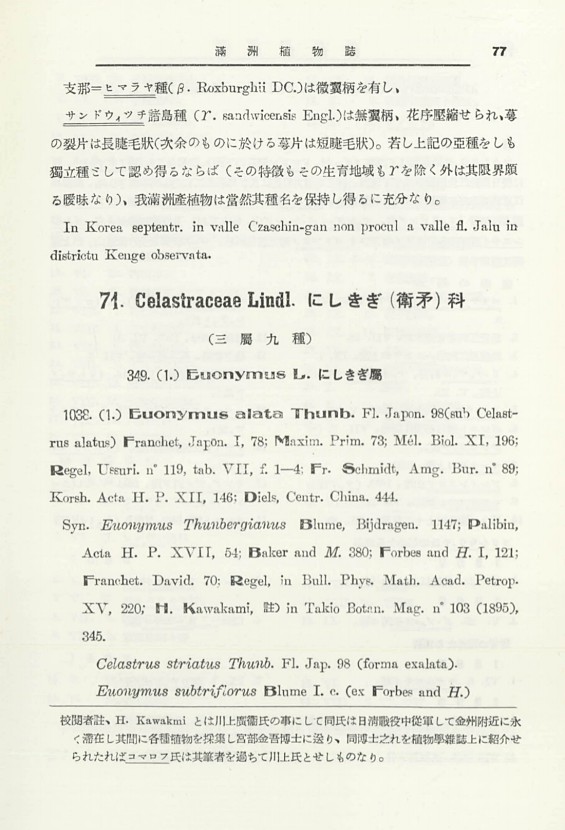 滿洲植物誌 77
支那=ヒマラヤ種(β. Roxburghii DC.)は微翼柄を有し、
サンドウィツチ諸島種 (γ. sandwicensis Engl.)は無翼柄、花序壓縮せられ、萼
の裂片は長睫毛狀(次余のものに於ける萼片は短睫毛狀)。若し上記の亞種をしも
獨立種として認め得るならば (その特徴もその生育地域もγを除く外は其限界頗
る曖昧なり)、我滿洲產植物は當然其種名を保持し得るに充分なり。
In Korea septentr. in valle Czaschin-gan non procul a valle fl. Jalu in
districtu Kenge observata.
71. Celastraceae Lindl. にしきぎ (衛矛) 科
(三屬九種)
349. (1.) Euonymus L. にしきぎ屬
1038. (1.) Euonymus alata Thunb. Fl. Japon. 98(sub Celast-
rus alatus) Franchet, Japon. I, 78; Maxim. Prim. 73; Mél. Biol. XI, 196;
Regel, Ussuri. n° 119, tab. VII, f. 1—4; Fr. Schmidt, Amg. Bur. n° 89;
Korsh. Acta H. P. XII, 146; Diels, Centr. China. 444.
Syn. Euonymus Thunbergianus Blume, Bijdragen. 1147; Palibin,
Acta H. P. XVII, 54; Baker and M. 380; Forbes and H. I, 121;
Franchet. David. 70; Regel, in Bull. Phys. Math. Acad. Petrop.
XV, 220; H. Kawakami, 註) in Takio Botan. Mag. n° 103 (1895),
345.
Celastrus striatus Thunb. Fl. Jap. 98 (forma exalata).
Euonymus subtriflorus Blume I. c. (ex Forbes and H.)
校閱者註、H. Kawakmi とは川上廣衞氏の事にして同氏は日淸戰役中從軍して金州附近に永
く滯在し其間に各種植物を採集し宮部金吾博士に送り、同博士之れを植物學雜誌上に紹介せ
られたればコマロフ氏は其筆者を過ちて川上氏とせしものなり。